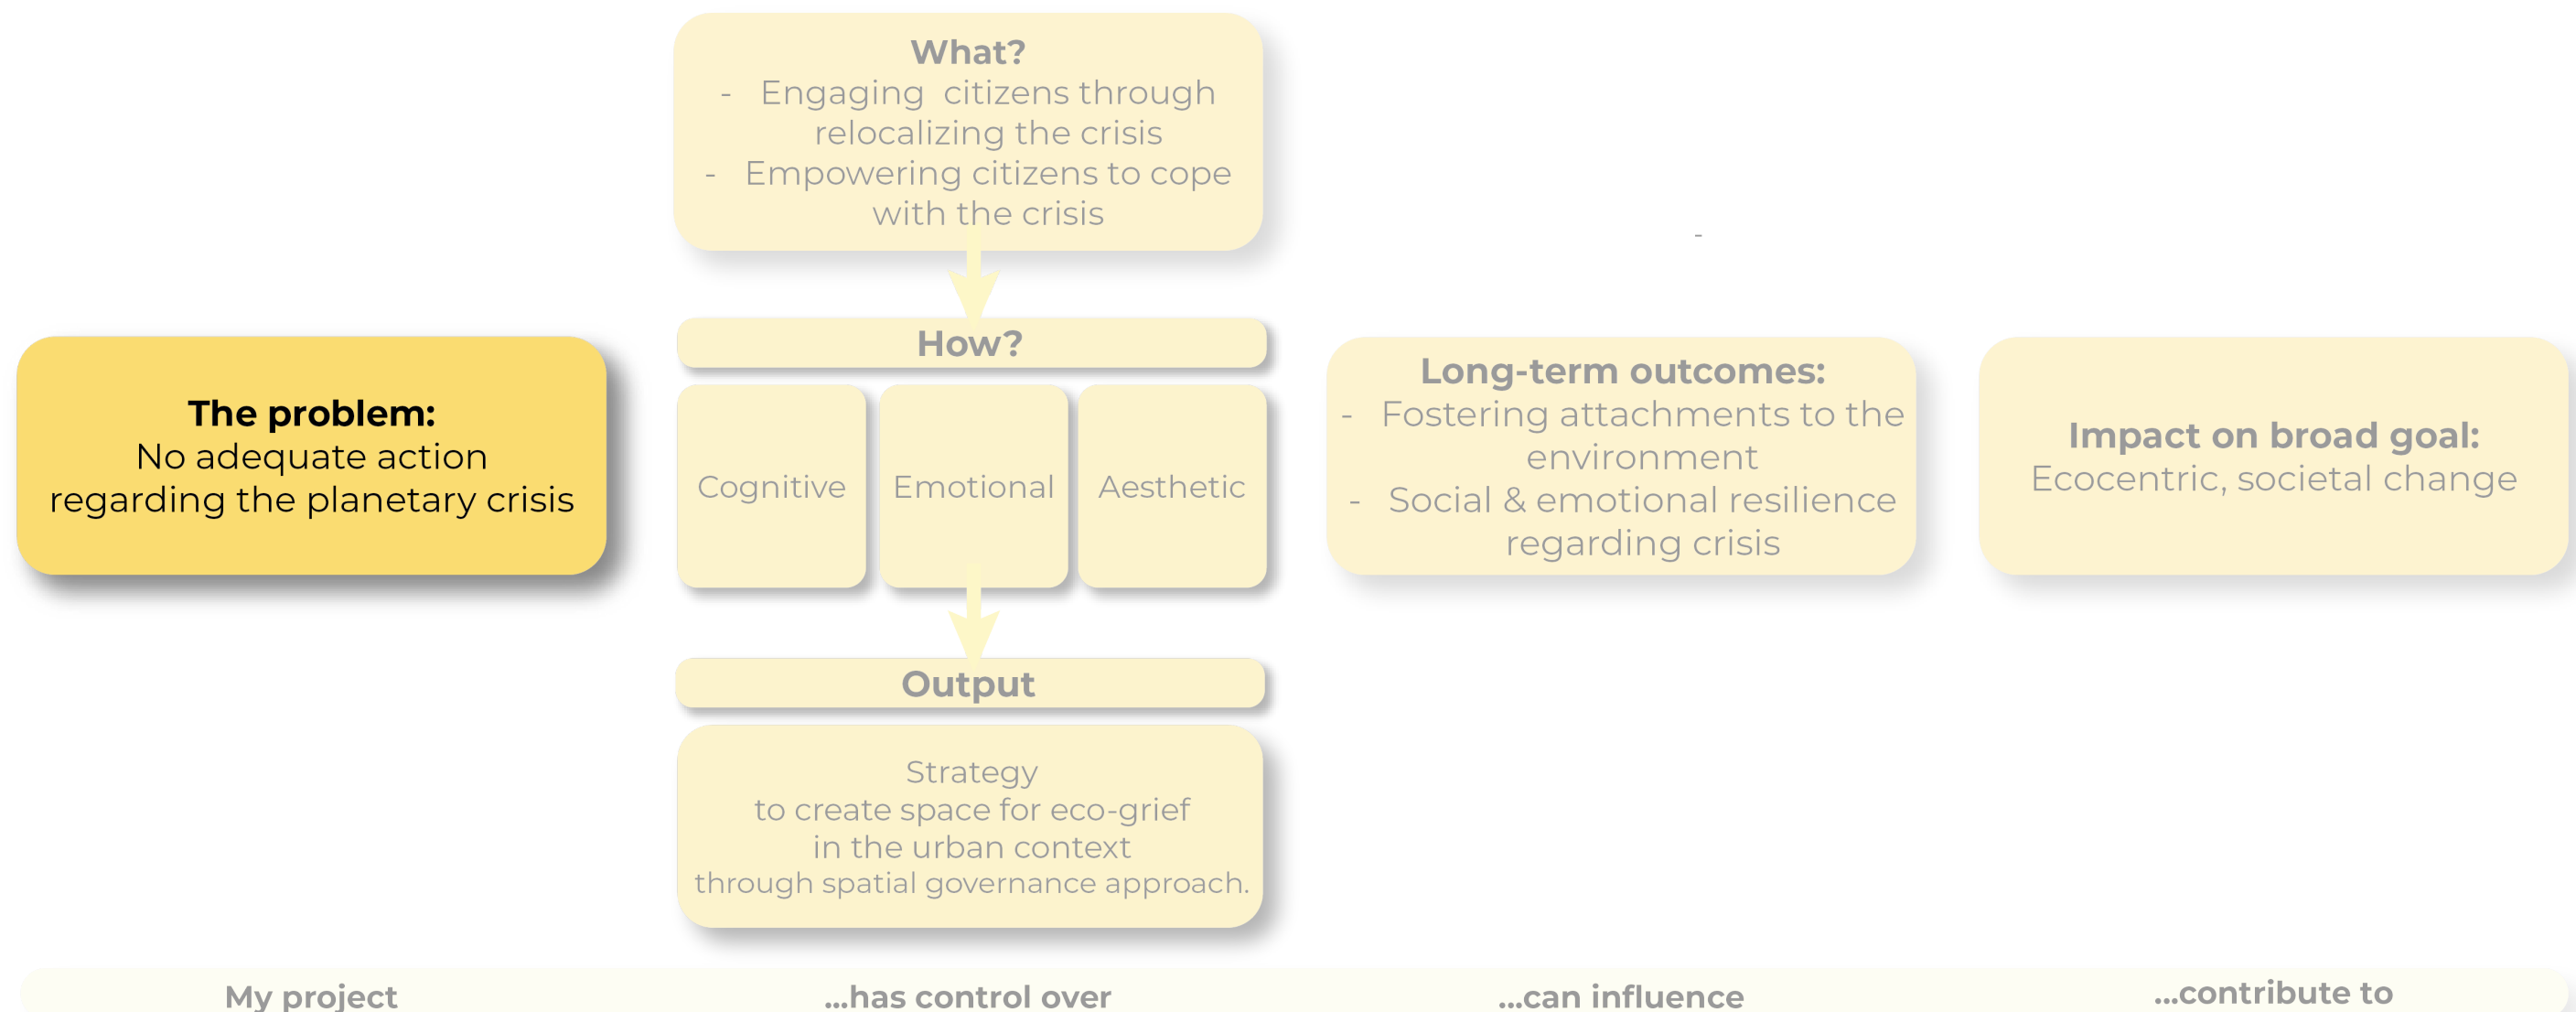 What?
- Engaging citizens through
relocalizing the crisis
- Empowering citizens to cope
with the crisis
-
How?
The problem:
No adequate action
regarding the planetary crisis
Cognitive
Emotional
Aesthetic
Long-term outcomes:
- Fostering attachments to the
environment
- Social & emotional resilience
regarding crisis
Impact on broad goal:
Ecocentric, societal change
Output
Strategy
to create space for eco-grief
in the urban context
through spatial governance approach.
My project
...has control over
...can influence
...contribute to